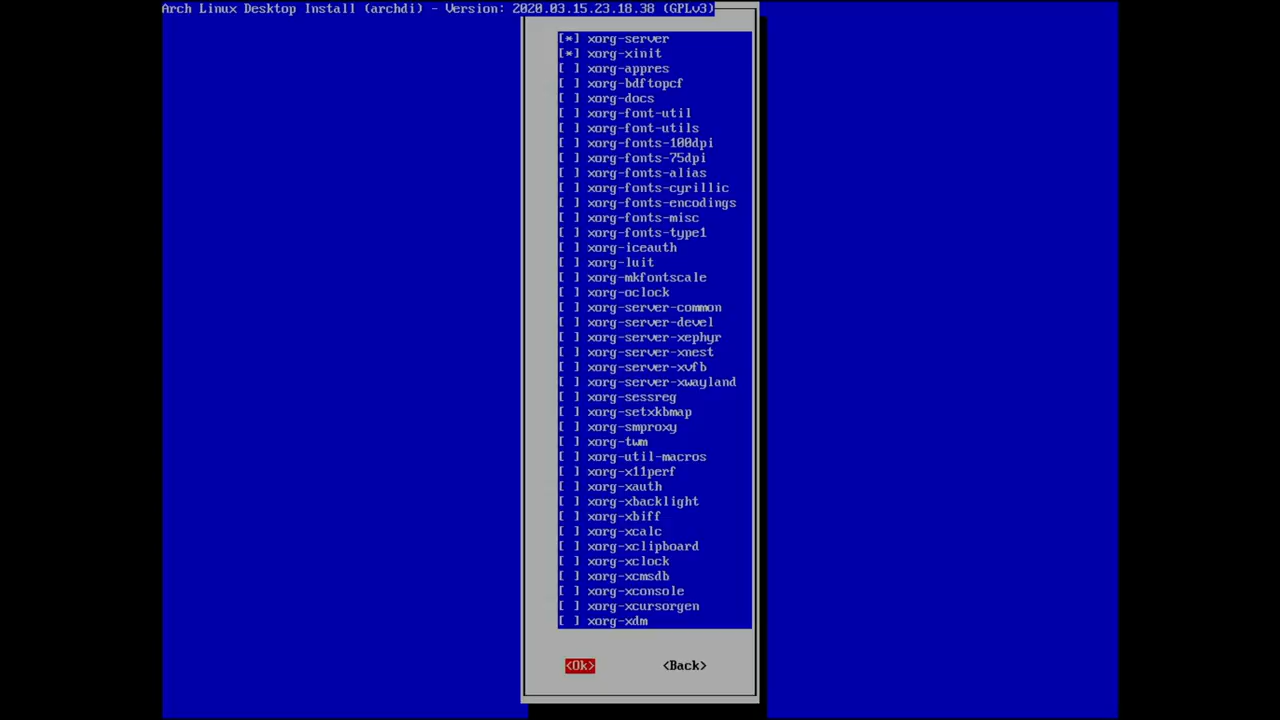 Arch Linux Desktop Install (archdi) - Version: 2020.03.15.23.18.38 (GPLv3)
[*] xorg-server
[*] xorg-xinit
[ ] xorg-appres
[ ] xorg-bdftopcf
[ ] xorg-docs
[ ] xorg-font-util
[ ] xorg-font-utils
[ ] xorg-fonts-100dpi
[ ] xorg-fonts-75dpi
[ ] xorg-fonts-alias
[ ] xorg-fonts-cyrillic
[ ] xorg-fonts-encodings
[ ] xorg-fonts-misc
[ ] xorg-fonts-type1
[ ] xorg-iceauth
[ ] xorg-luit
[ ] xorg-mkfontscale
[ ] xorg-oclock
[ ] xorg-server-common
[ ] xorg-server-devel
[ ] xorg-server-xephyr
[ ] xorg-server-xnest
[ ] xorg-server-xvfb
[ ] xorg-server-xwayland
[ ] xorg-sessreg
[ ] xorg-setxkbmap
[ ] xorg-smproxy
[ ] xorg-twm
[ ] xorg-util-macros
[ ] xorg-x11perf
[ ] xorg-xauth
[ ] xorg-xbacklight
[ ] xorg-xbiff
[ ] xorg-xcalc
[ ] xorg-xclipboard
[ ] xorg-xclock
[ ] xorg-xcmsdb
[ ] xorg-xconsole
[ ] xorg-xcursorgen
[ ] xorg-xdm
<Ok> <Back>